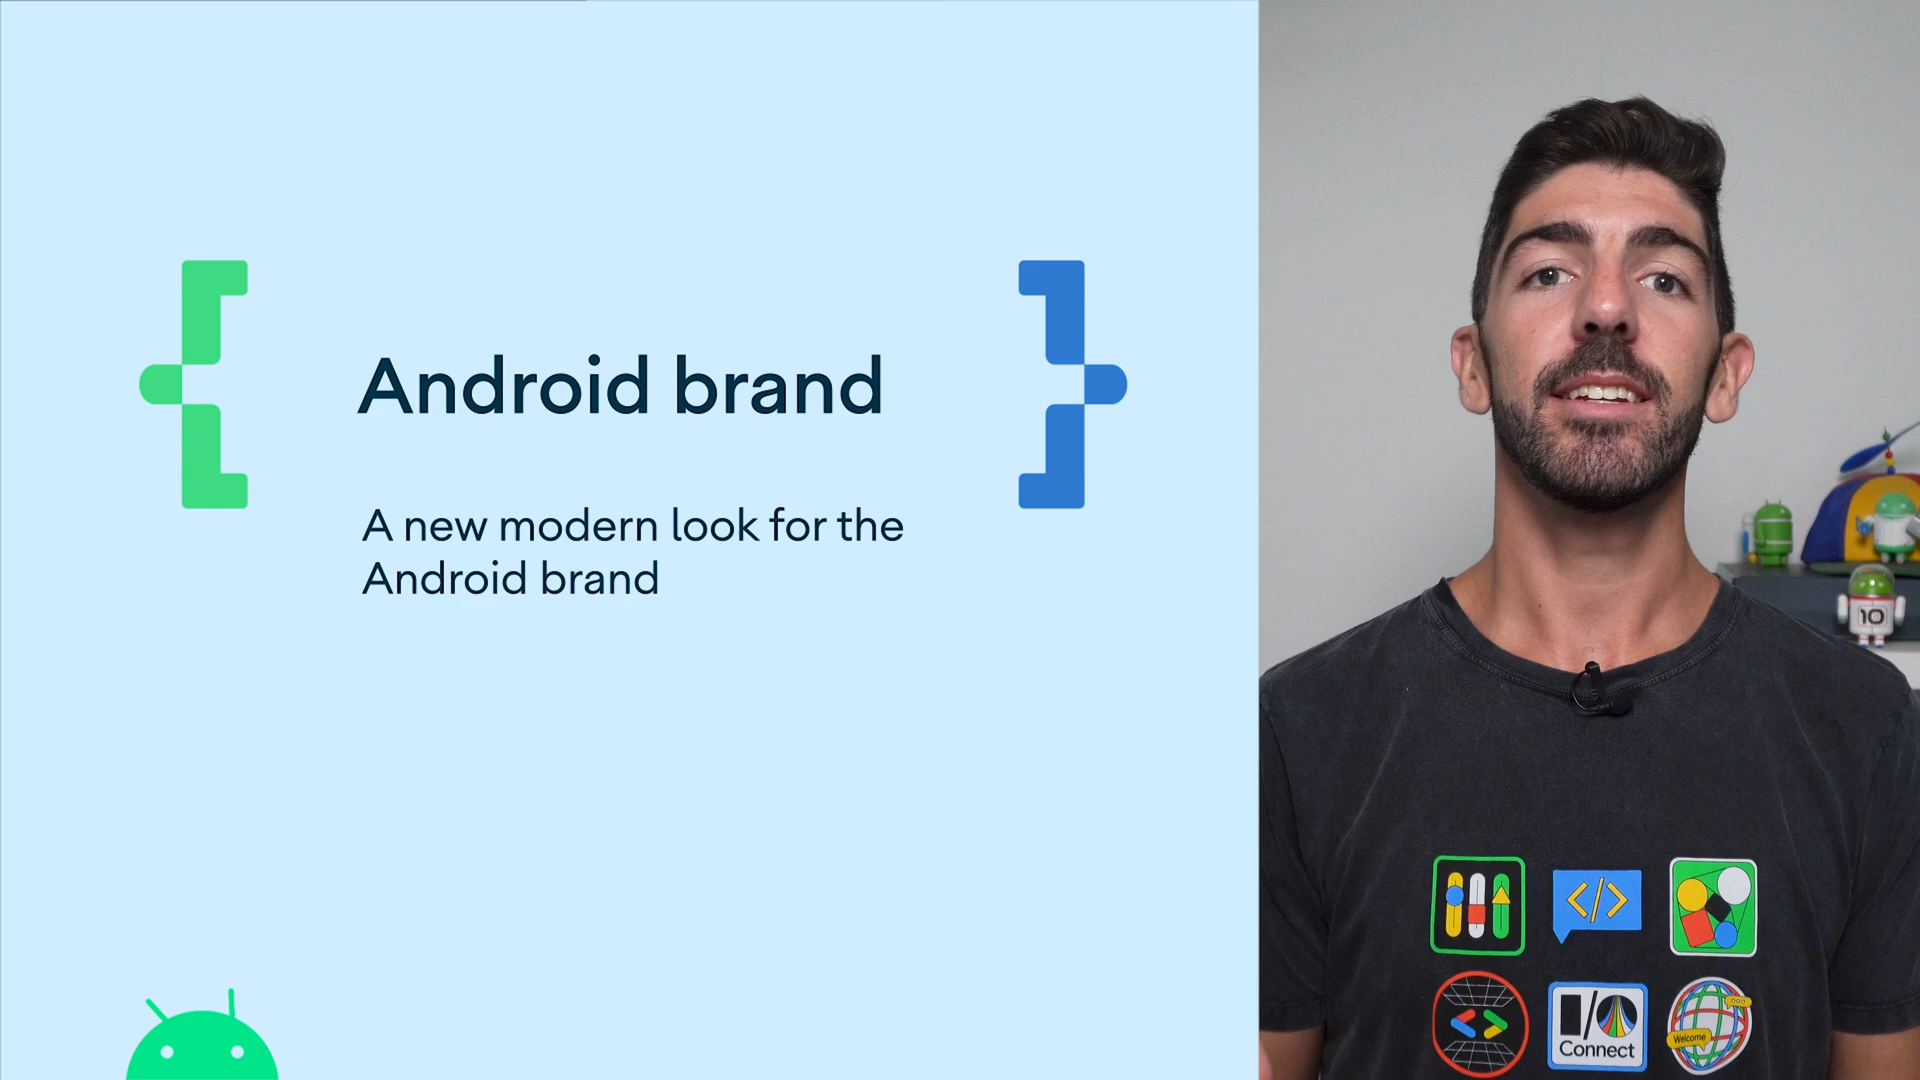 Android brand
A new modern look for the
Android brand
10
</>
I/O
Connect
Welcome